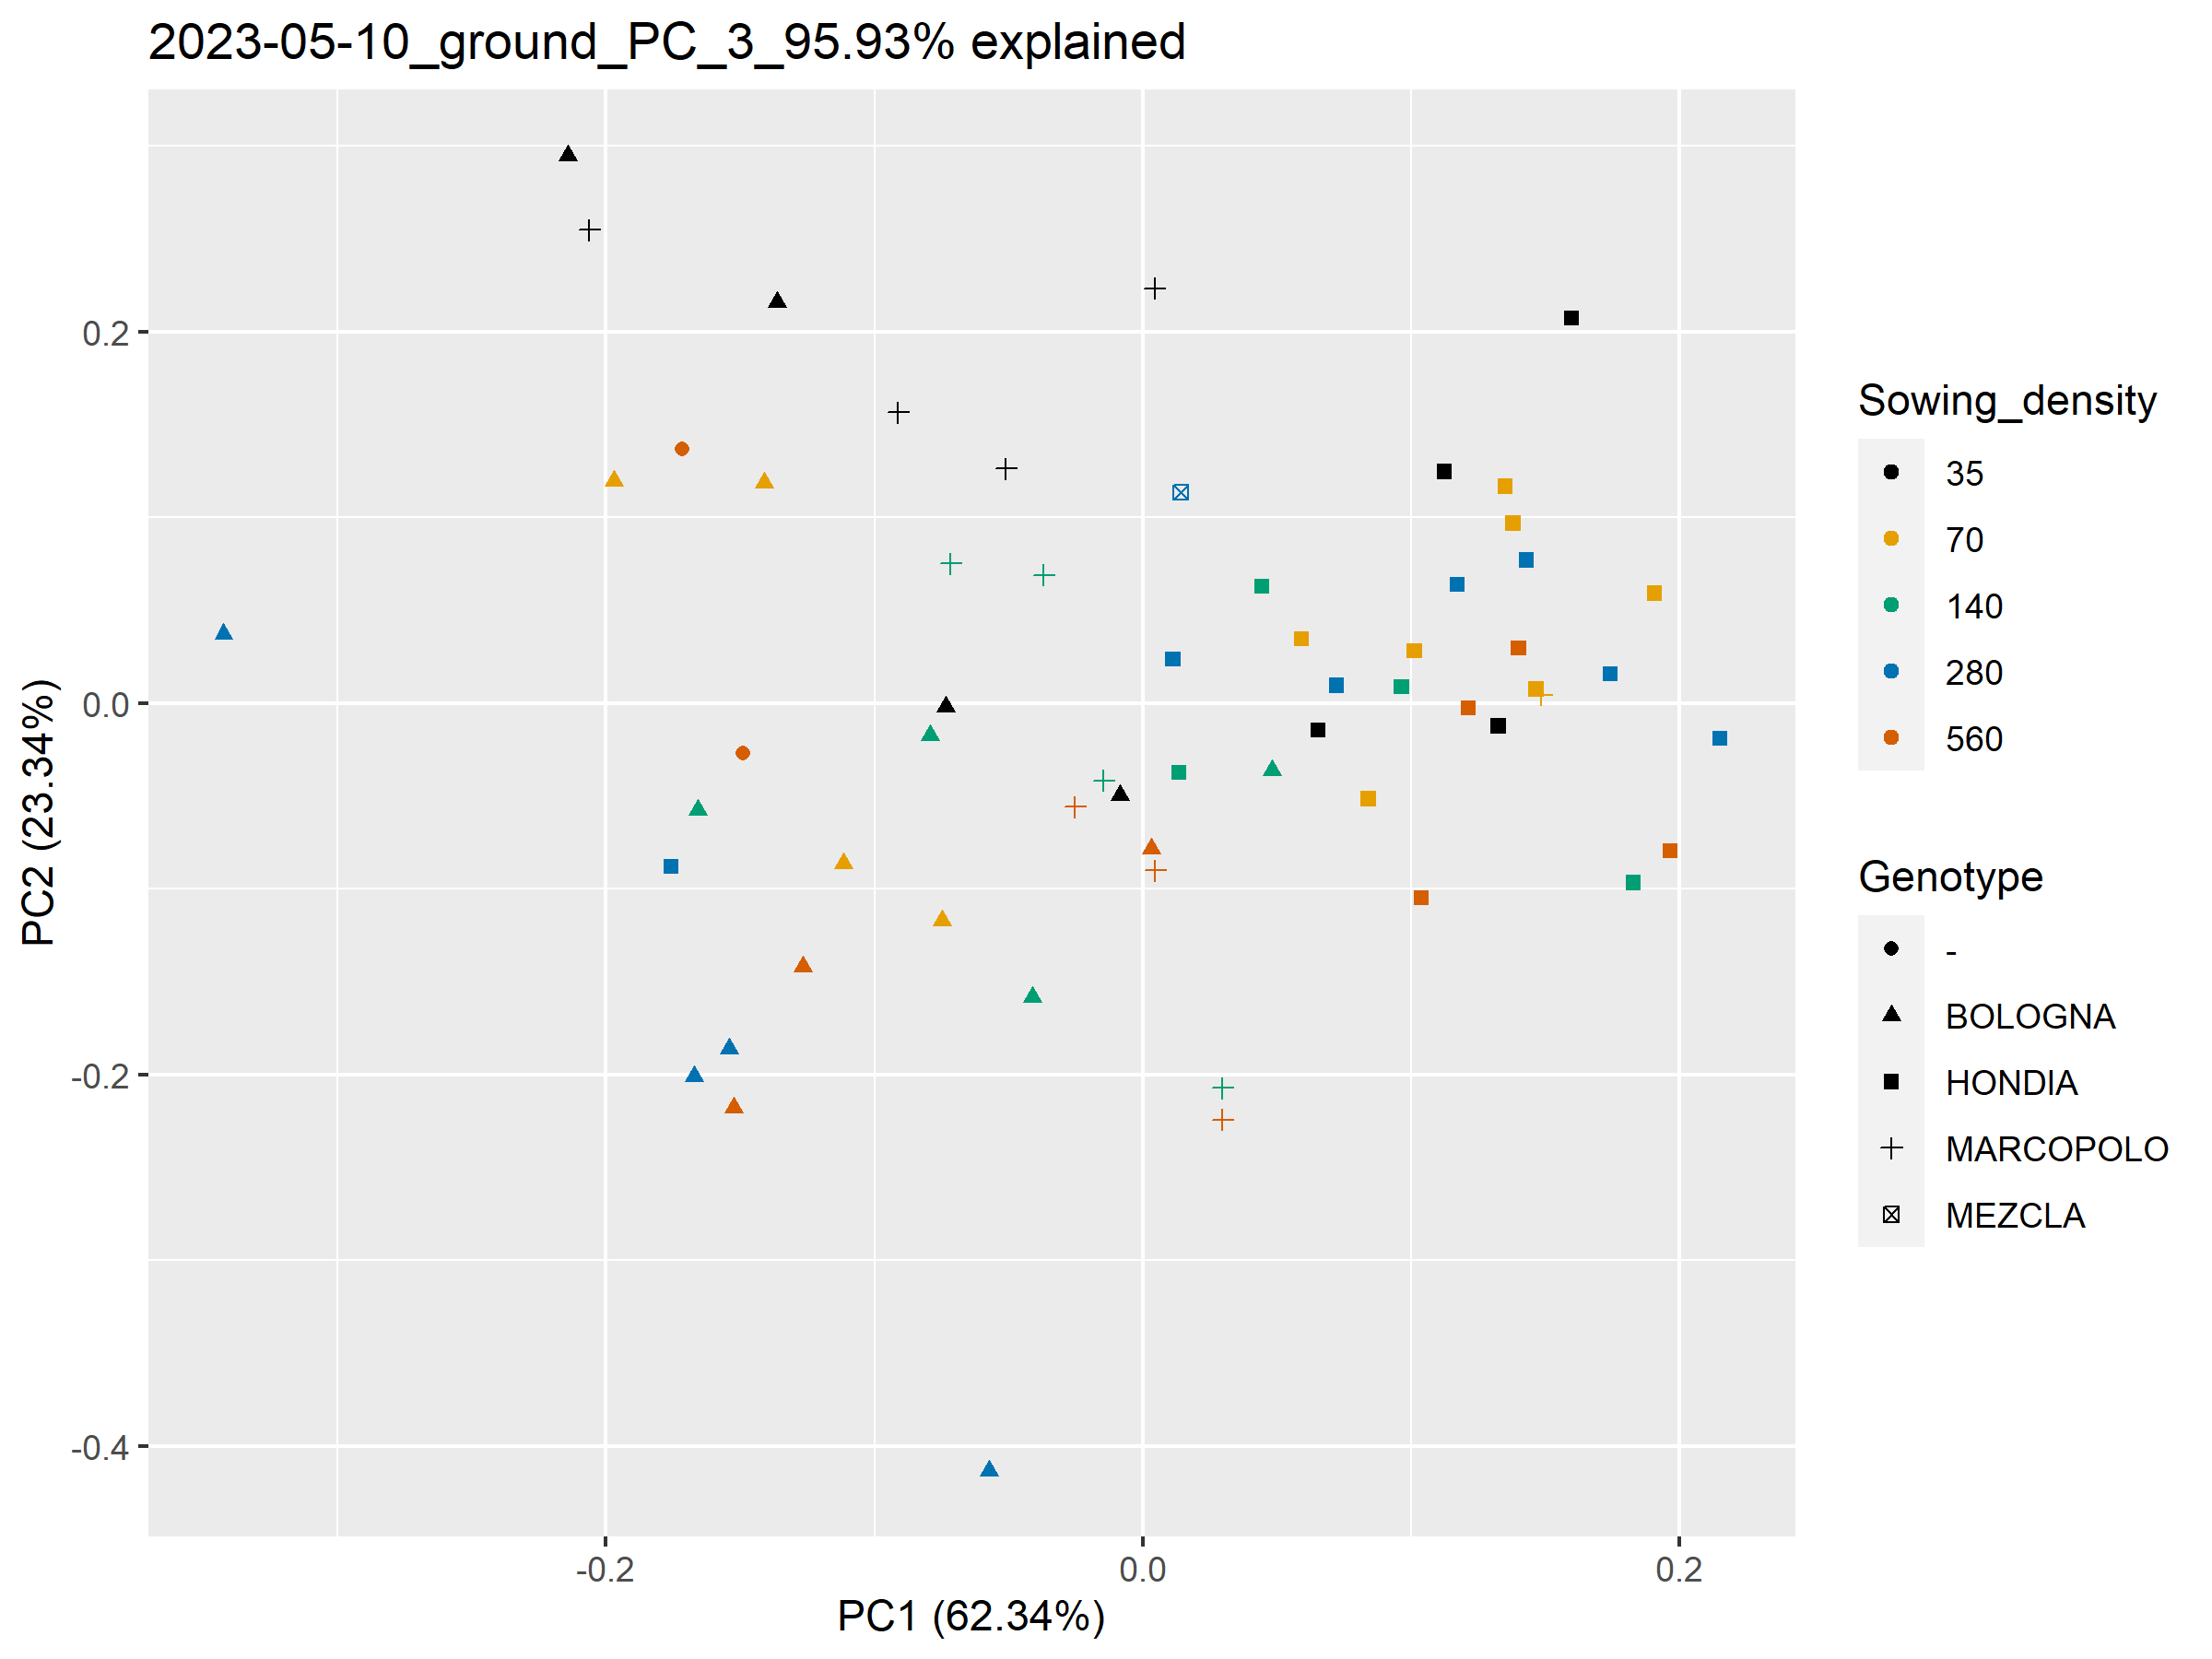 2023-05-10_ground_PC_3_95.93% explained
PC2 (23.34%)
0.2
0.0
-0.2
-0.4
-0.2
0.0
0.2
PC1 (62.34%)
Sowing_density
35
70
140
280
560
Genotype
-
BOLOGNA
HONDIA
MARCOPOLO
MEZCLA